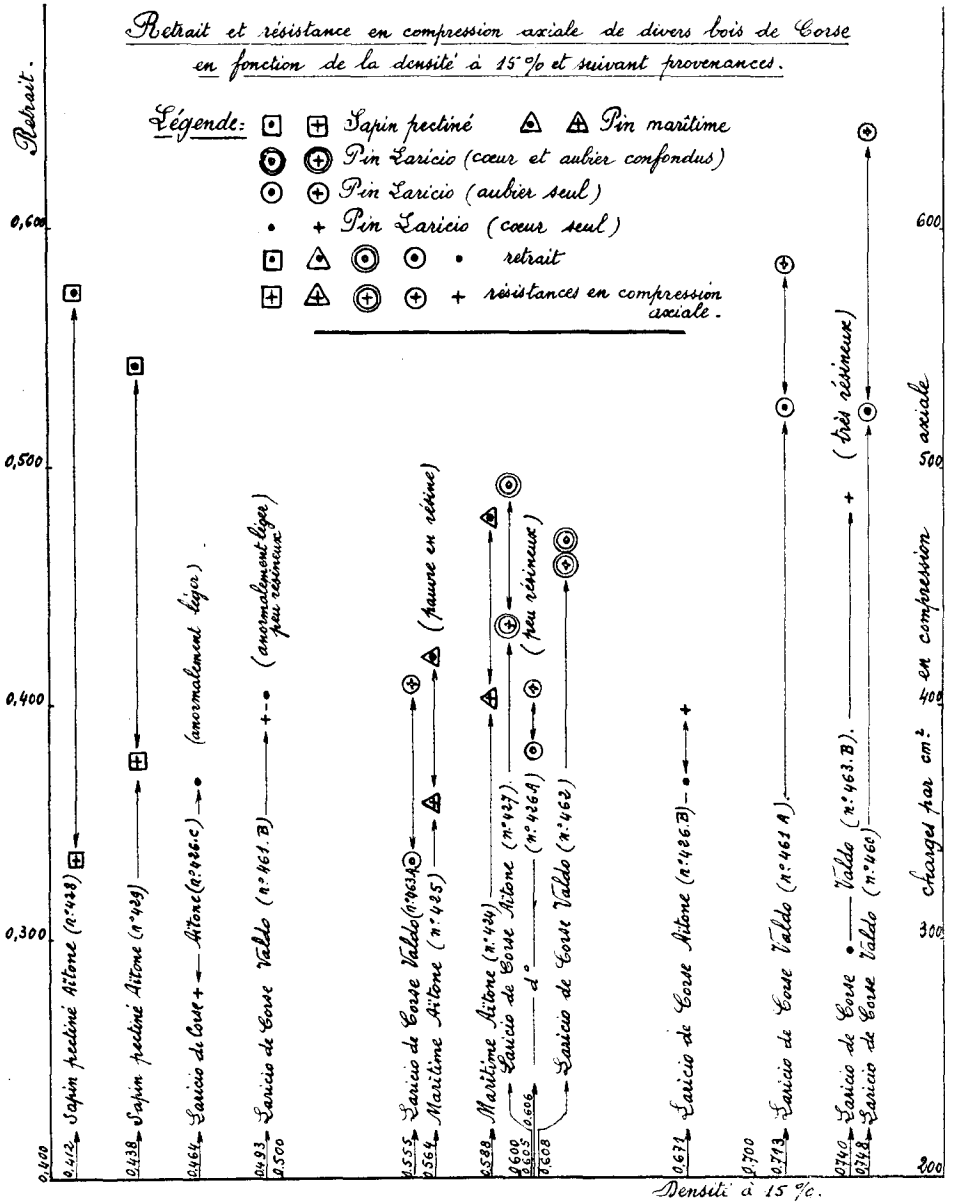 Retrait et résistance en compression axiale de divers bois de Corse
en fonction de la densité à 15 % et suivant provenances.
Retrait.
Légende:
Sapin pectiné
Pin maritime
Pin Laricio (cœur et aubier confondus)
Pin Laricio (aubier seul)
Pin Laricio (cœur seul)
retrait
résistances en compression
axiale.
0,600
0,500
0,400
0,300
600
500
400
300
200
charges par cm² en compression axiale
Sapin pectiné Aïtone (n° 428)
Sapin pectiné Aïtone (n° 429)
Laricio de Corse Aïtone (n° 426.C) (anormalement léger)
Laricio de Corse Valdo (n° 461.B) (anormalement léger)
peu résineux
Laricio de Corse Valdo (n° 463A)
Maritime Aïtone (n° 425) (pauvre en résine)
Maritime Aïtone (n° 424)
Laricio de Corse Aïtone (n° 427).
d° (n° 426A) (peu résineux)
Laricio de Corse Valdo (n° 462)
Laricio de Corse Aïtone (n° 426.B)
Laricio de Corse Valdo (n° 461 A).
Laricio de Corse Valdo (n° 463.B). (très résineux)
Laricio de Corse Valdo (n° 460)
0,400
0,412
0,438
0,464
0,493
0,500
0,555
0,564
0,588
0,600
0,605
0,606
0,608
0,671
0,700
0,713
0,740
0,748
Densité à 15 %.